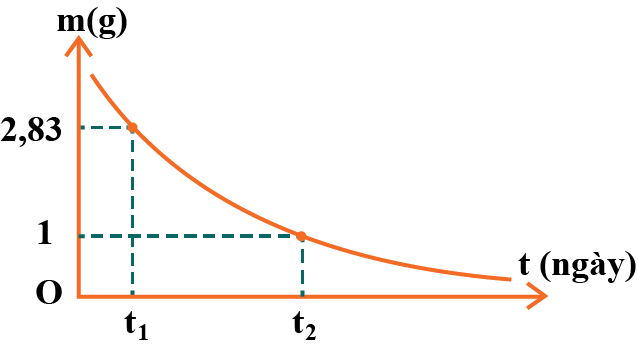 m(g)
2,83
1
t (ngày)
O
t₁
t₂